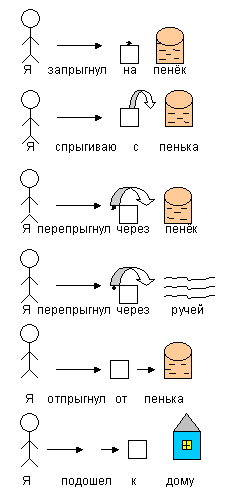 Я запрыгнул на пенёк
Я спрыгиваю с пенька
Я перепрыгнул через пенёк
Я перепрыгнул через ручей
Я отпрыгнул от пенька
Я подошел к дому